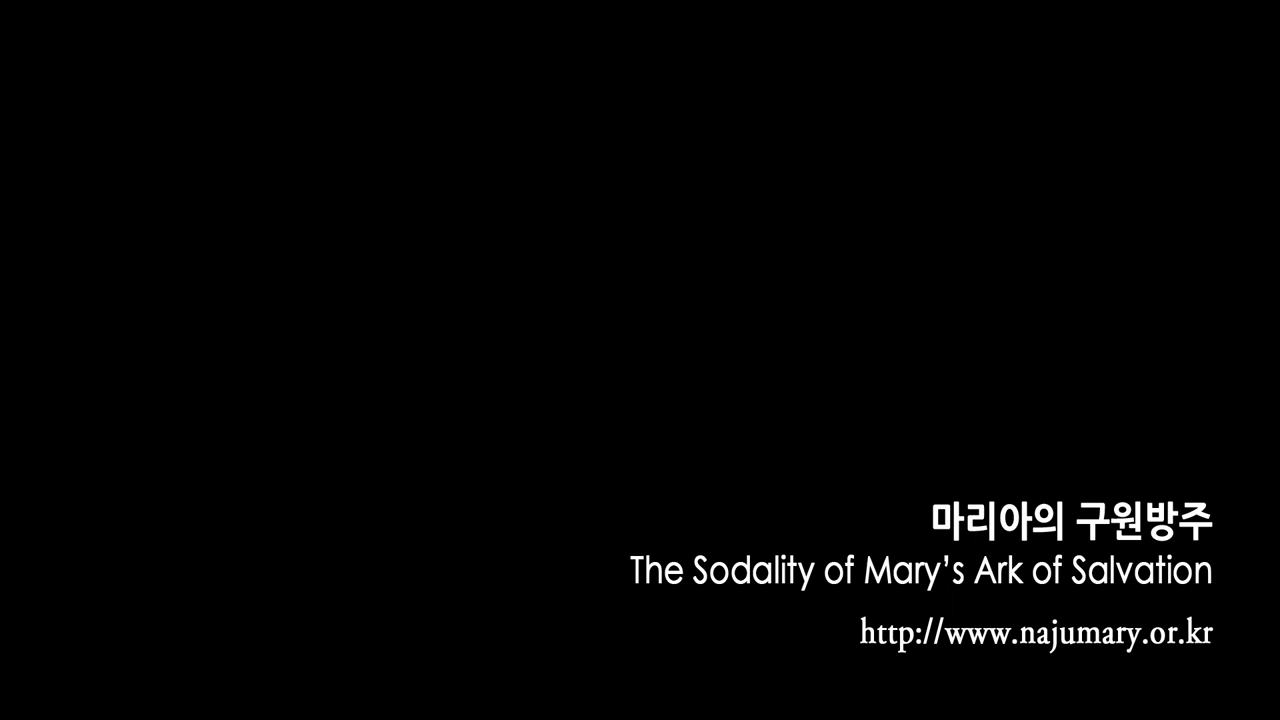 마리아의 구원방주
The Sodality of Mary’s Ark of Salvation
http://www.najumary.or.kr